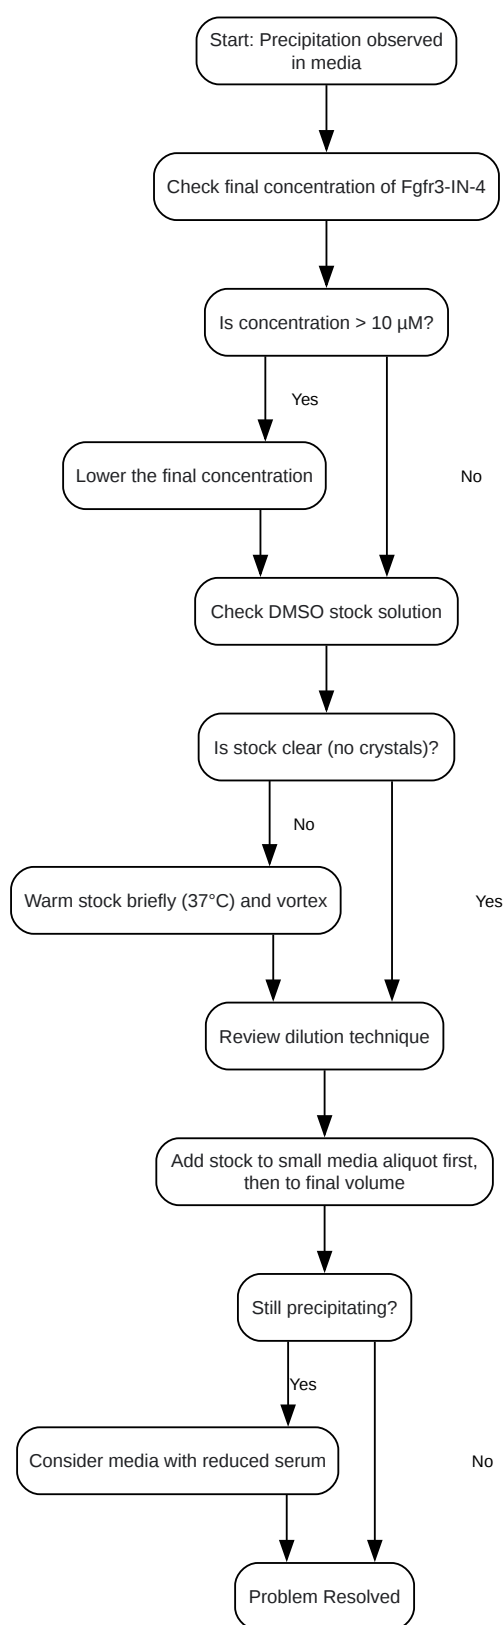 Start: Precipitation observed
in media
Check final concentration of Fgfr3-IN-4
Is concentration > 10 µM?
Yes
Lower the final concentration
No
Check DMSO stock solution
Is stock clear (no crystals)?
No
Warm stock briefly (37°C) and vortex
Yes
Review dilution technique
Add stock to small media aliquot first,
then to final volume
Still precipitating?
Yes
Consider media with reduced serum
No
Problem Resolved